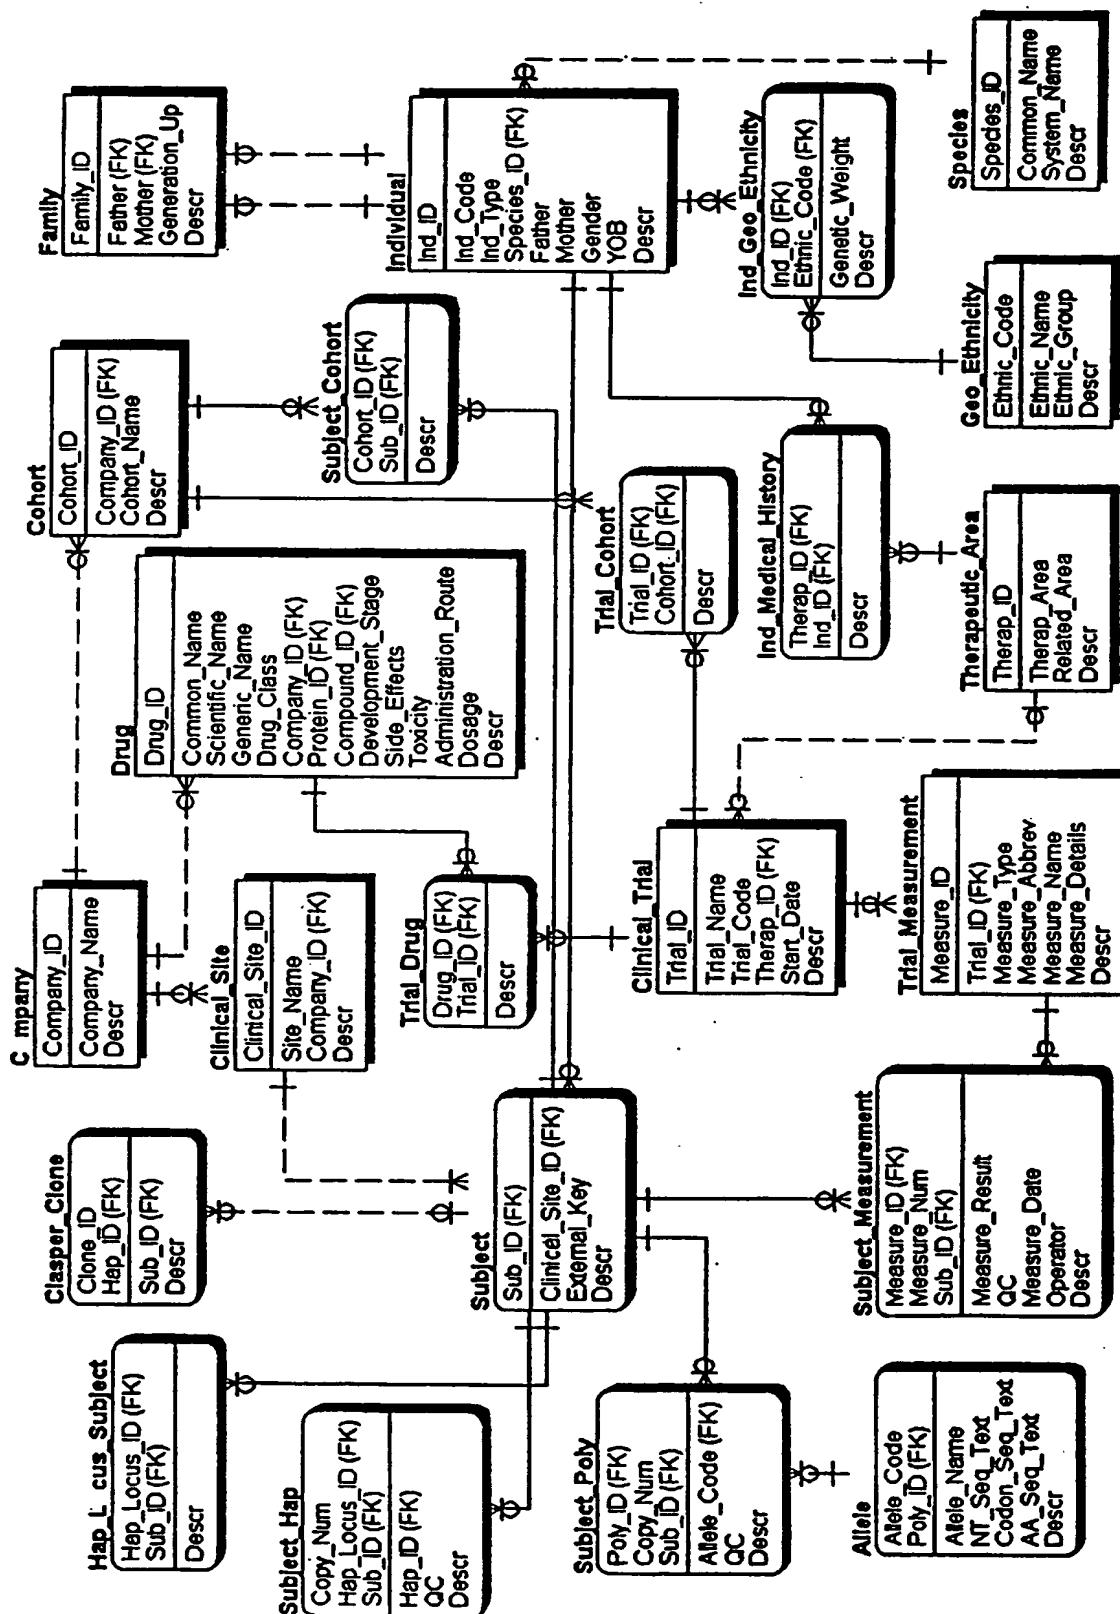 Family
Family_ID
Father (FK)
Mother (FK)
Generation_Up
Descr
Individual
Ind_ID
Ind_Code
Ind_Type
Species_ID (FK)
Father
Mother
Gender
YOB
Descr
Ind_Geo_Ethnicity
Ind_ID (FK)
Ethnic_Code (FK)
Genetic_Weight
Descr
Species
Species_ID
Common_Name
System_Name
Descr
Cohort
Cohort_ID
Company_ID (FK)
Cohort_Name
Descr
Subject_Cohort
Cohort_ID (FK)
Sub_ID (FK)
Descr
Geo_Ethnicity
Ethnic_Code
Ethnic_Name
Ethnic_Group
Descr
Drug
Drug_ID
Common_Name
Scientific_Name
Generic_Name
Drug_Class
Company_ID (FK)
Protein_ID (FK)
Compound_ID (FK)
Development_Stage
Side_Effects
Toxicity
Administration_Route
Dosage
Descr
Trial_Cohort
Trial_ID (FK)
Cohort_ID (FK)
Descr
Ind_Medical_History
Therap_ID (FK)
Ind_ID (FK)
Descr
Therapeutic_Area
Therap_ID
Therap_Area
Related_Area
Descr
C mpany
Company_ID
Company_Name
Descr
Clinical_Site
Clinical_Site_ID
Site_Name
Company_ID (FK)
Descr
Trial_Drug
Drug_ID (FK)
Trial_ID (FK)
Descr
Clinical_Trial
Trial_ID
Trial_Name
Trial_Code
Therap_ID (FK)
Start_Date
Descr
Trial_Measurement
Measure_ID
Trial_ID (FK)
Measure_Type
Measure_Abbrev
Measure_Name
Measure_Details
Descr
Clasper_Clone
Clone_ID
Hap_ID (FK)
Sub_ID (FK)
Descr
Subject
Sub_ID (FK)
Clinical_Site_ID (FK)
External_Key
Descr
Subject_Measurement
Measure_ID (FK)
Measure_Num
Sub_ID (FK)
Measure_Result
QC
Measure_Date
Operator
Descr
Hap_L cus_Subject
Hap_Locus_ID (FK)
Sub_ID (FK)
Descr
Subject_Hap
Copy_Num
Hap_Locus_ID (FK)
Sub_ID (FK)
Hap_ID (FK)
QC
Descr
Subject_Poly
Poly_ID (FK)
Copy_Num
Sub_ID (FK)
Allele_Code (FK)
QC
Descr
Allele
Allele_Code
Poly_ID (FK)
Allele_Name
NT_Seq_Text
Codon_Seq_Text
AA_Seq_Text
Descr